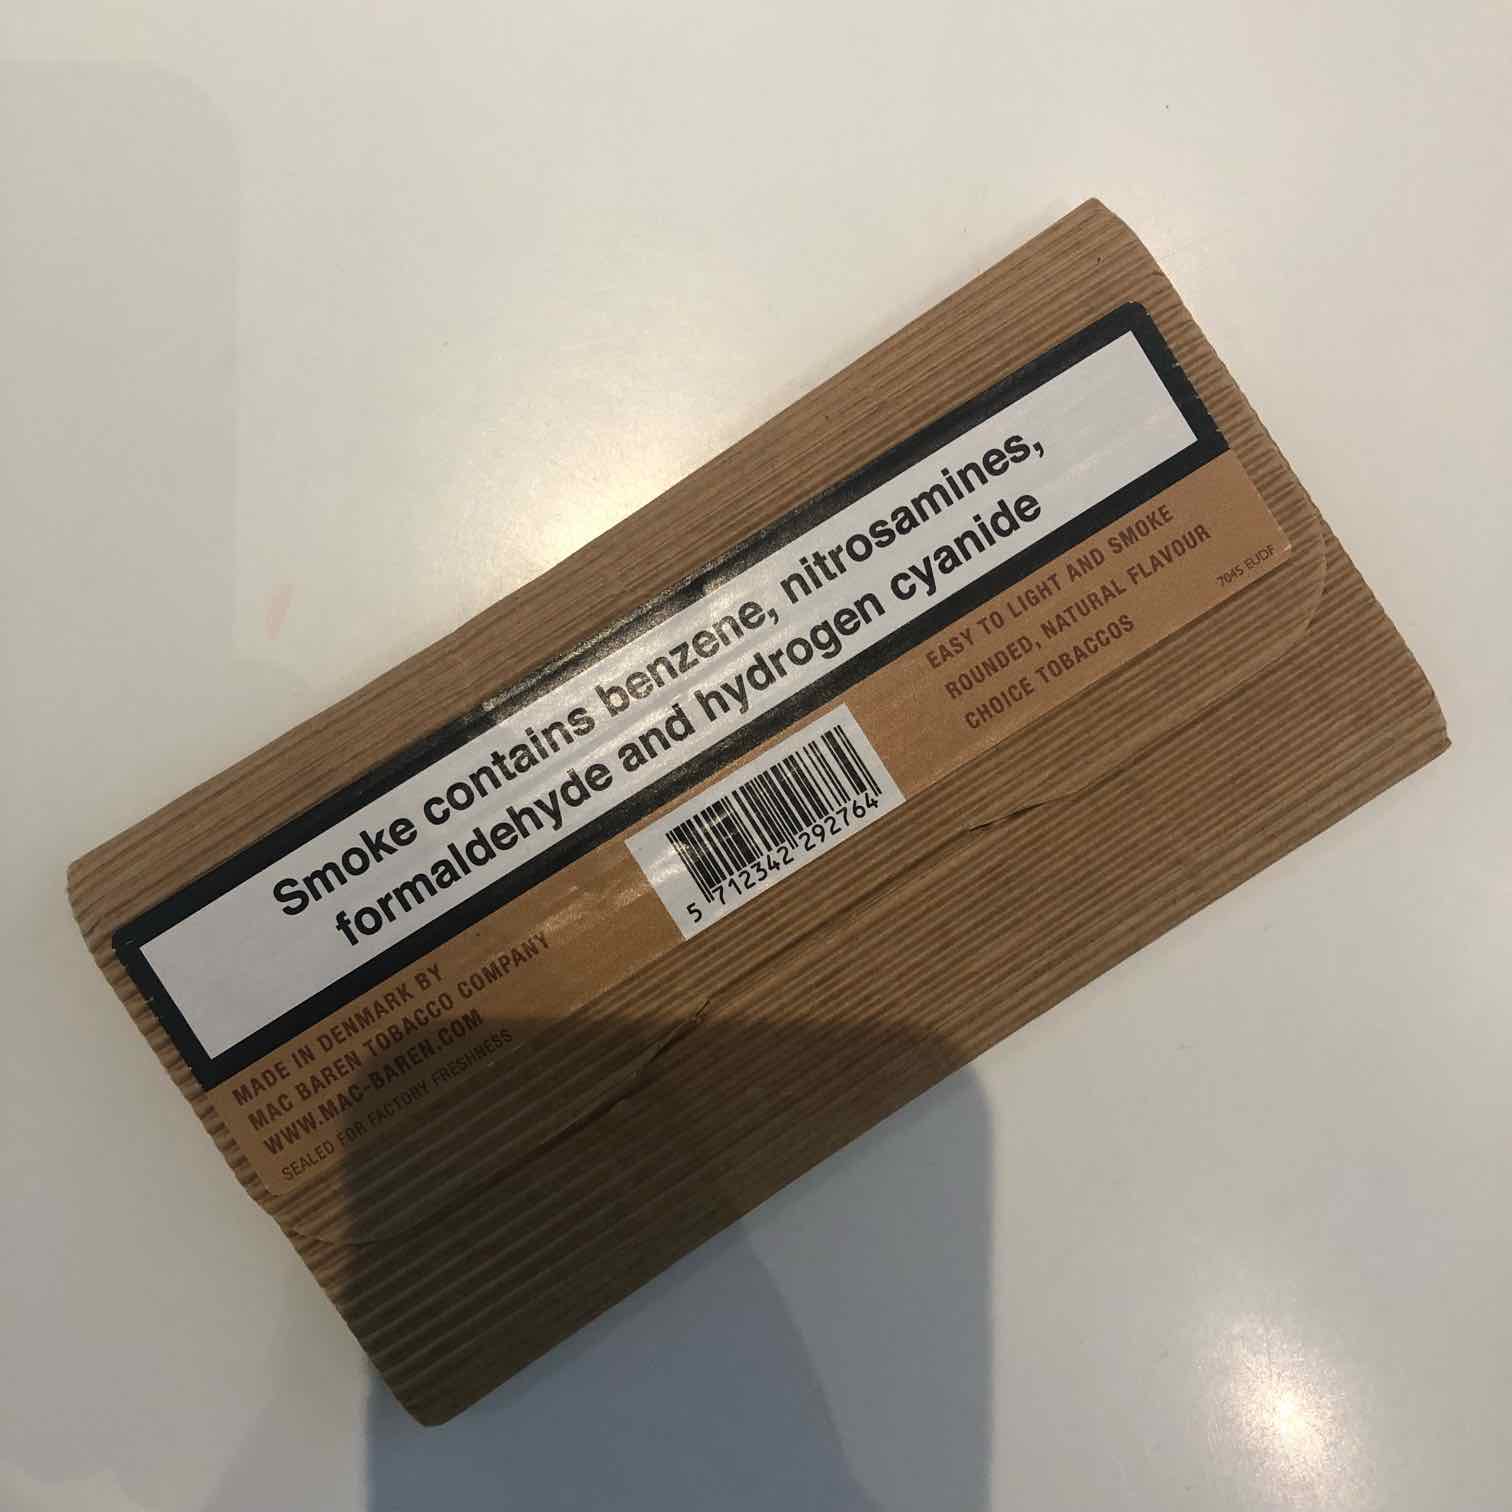 Smoke contains benzene, nitrosamines,
formaldehyde and hydrogen cyanide
MADE IN DENMARK BY
MAC BAREN TOBACCO COMPANY
WWW.MAC-BAREN.COM
SEALED FOR FACTORY FRESHNESS
5 712342 292764
EASY TO LIGHT AND SMOKE
ROUNDED, NATURAL FLAVOUR
CHOICE TOBACCOS
7045 EUDF